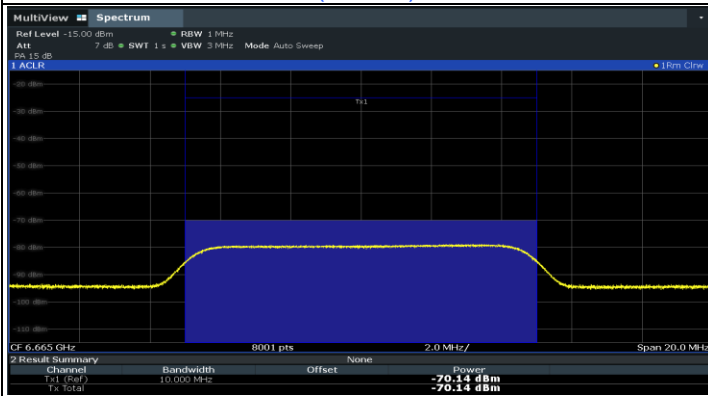 MultiView Spectrum
Ref Level -15.00 dBm RBW 1 MHz
Att 7 dB SWT 1 s VBW 3 MHz Mode Auto Sweep
PA 15 dB
1 ACLR 1Rm Clrw
-20 dBm
Tx1
-30 dBm
-40 dBm
-50 dBm
-60 dBm
-70 dBm
-80 dBm
-90 dBm
-100 dBm
-110 dBm
CF 6.665 GHz 8001 pts 2.0 MHz/ Span 20.0 MHz
2 Result Summary None
Channel Bandwidth Offset Power
Tx1 (Ref) 10.000 MHz -70.14 dBm
Tx Total -70.14 dBm